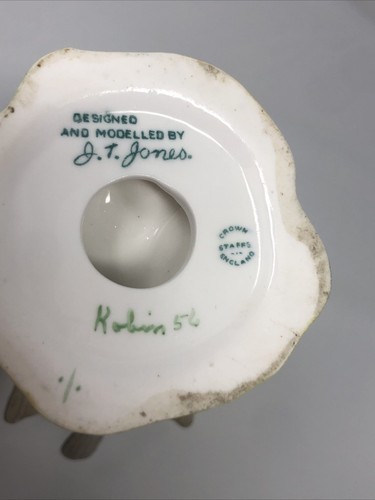 DESIGNED
AND MODELLED BY
J. T. Jones.
CROWN
STAFFS
ENGLAND
Robin 56